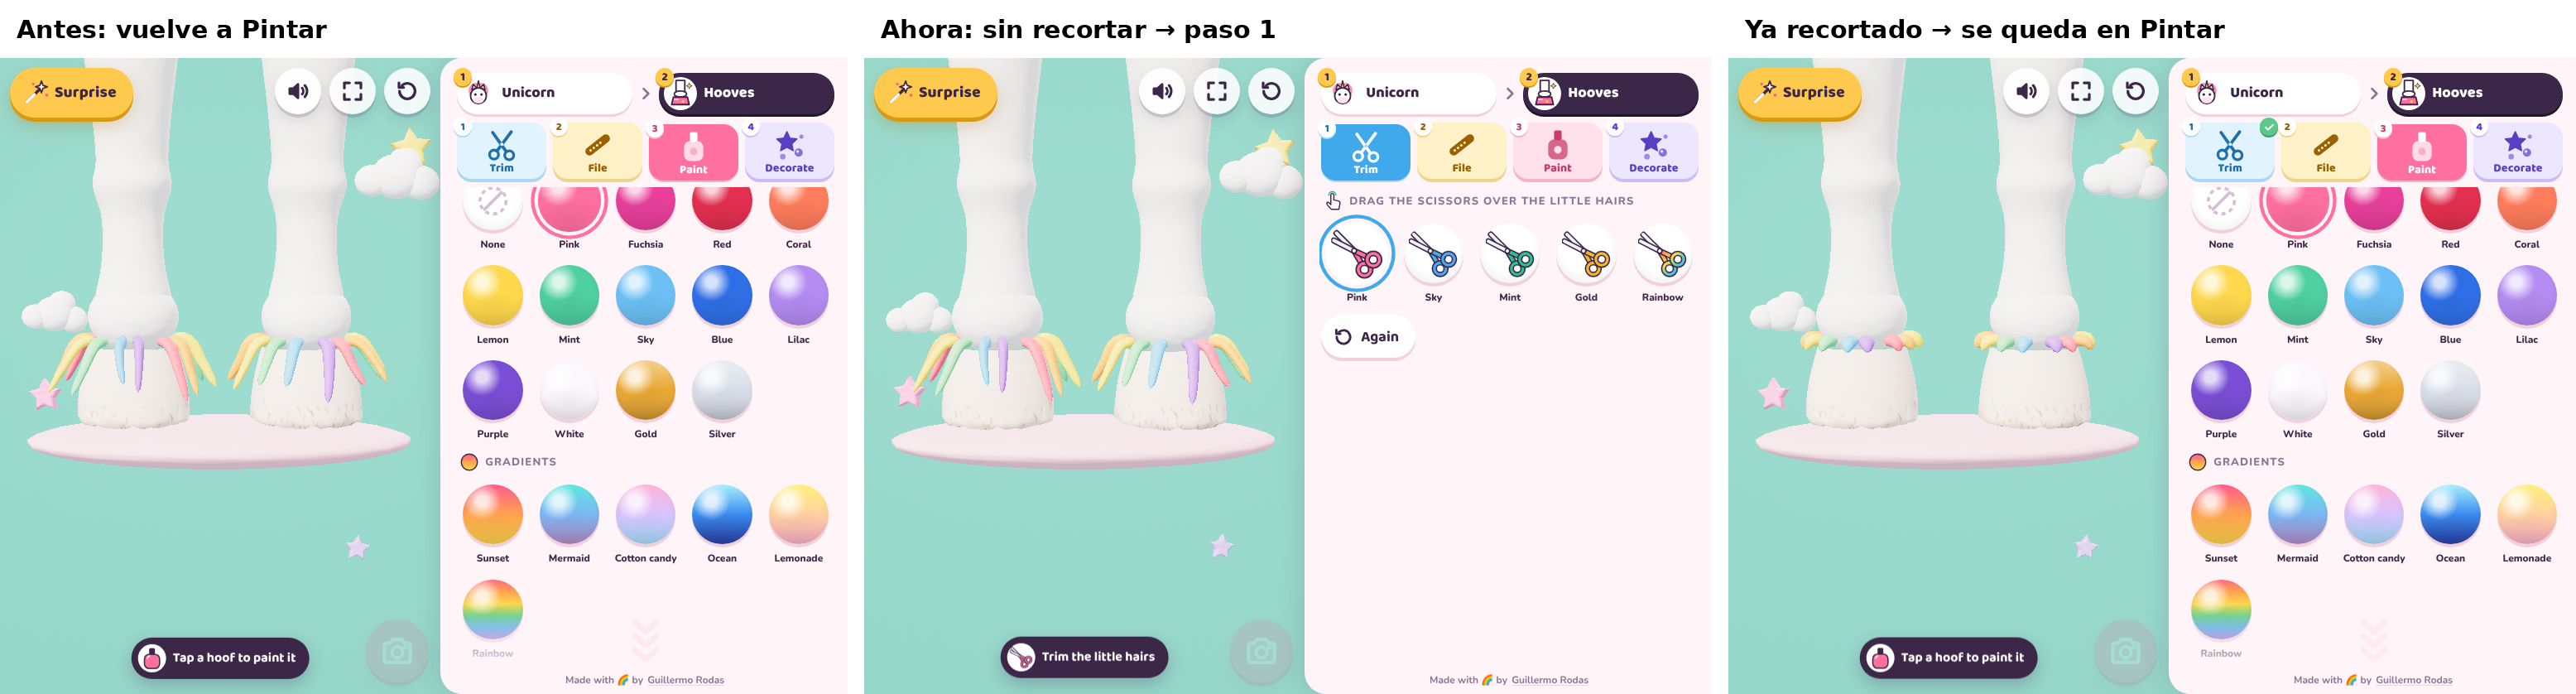 Antes: vuelve a Pintar
Surprise
1
Unicorn
2
Hooves
1
Trim
2
File
3
Paint
4
Decorate
None
Pink
Fuchsia
Red
Coral
Lemon
Mint
Sky
Blue
Lilac
Purple
White
Gold
Silver
GRADIENTS
Sunset
Mermaid
Cotton candy
Ocean
Lemonade
Rainbow
Tap a hoof to paint it
Made with 🌈 by Guillermo Rodas
Ahora: sin recortar → paso 1
Surprise
1
Unicorn
2
Hooves
1
Trim
2
File
3
Paint
4
Decorate
DRAG THE SCISSORS OVER THE LITTLE HAIRS
Pink
Sky
Mint
Gold
Rainbow
Again
Trim the little hairs
Made with 🌈 by Guillermo Rodas
Ya recortado → se queda en Pintar
Surprise
1
Unicorn
2
Hooves
1
Trim
2
File
3
Paint
4
Decorate
None
Pink
Fuchsia
Red
Coral
Lemon
Mint
Sky
Blue
Lilac
Purple
White
Gold
Silver
GRADIENTS
Sunset
Mermaid
Cotton candy
Ocean
Lemonade
Rainbow
Tap a hoof to paint it
Made with 🌈 by Guillermo Rodas